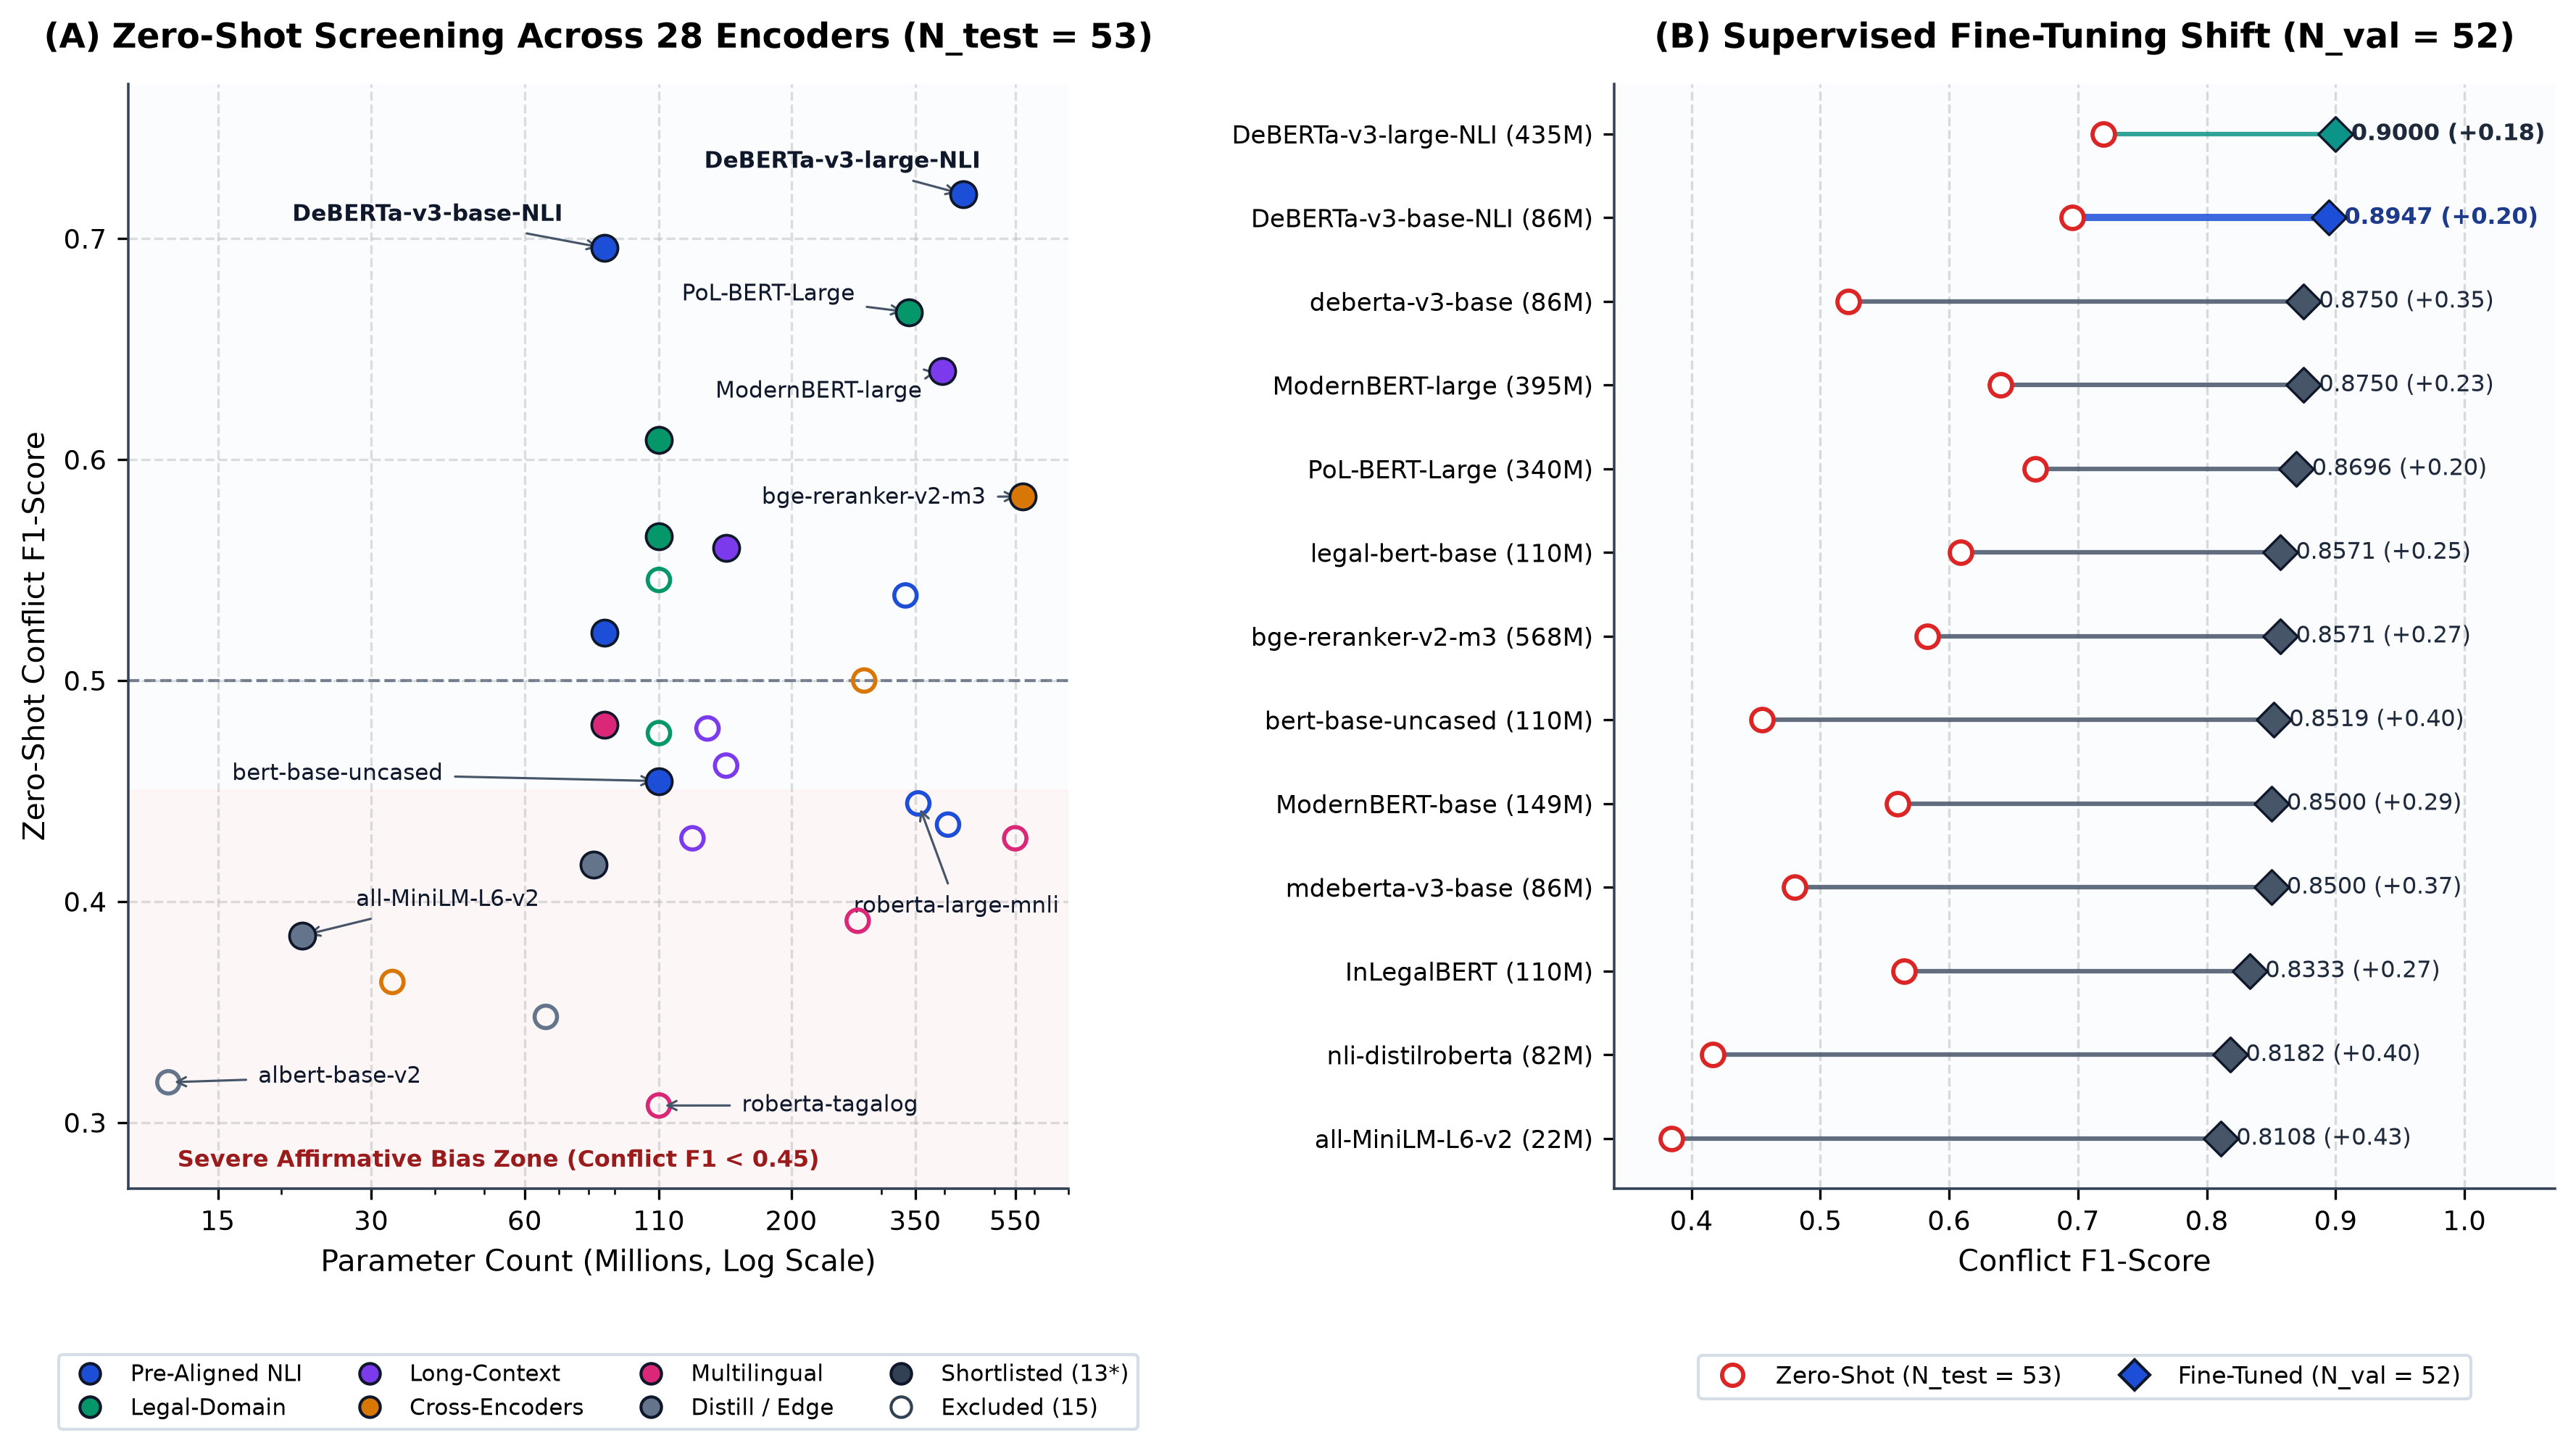 (A) Zero-Shot Screening Across 28 Encoders (N_test = 53)
Zero-Shot Conflict F1-Score
0.7
0.6
0.5
0.4
0.3
DeBERTa-v3-large-NLI
DeBERTa-v3-base-NLI
PoL-BERT-Large
ModernBERT-large
bge-reranker-v2-m3
bert-base-uncased
all-MiniLM-L6-v2
roberta-large-mnli
albert-base-v2
roberta-tagalog
Severe Affirmative Bias Zone (Conflict F1 < 0.45)
15 30 60 110 200 350 550
Parameter Count (Millions, Log Scale)
Pre-Aligned NLI Long-Context Multilingual Shortlisted (13*)
Legal-Domain Cross-Encoders Distill / Edge Excluded (15)
(B) Supervised Fine-Tuning Shift (N_val = 52)
DeBERTa-v3-large-NLI (435M) 0.9000 (+0.18)
DeBERTa-v3-base-NLI (86M) 0.8947 (+0.20)
deberta-v3-base (86M) 0.8750 (+0.35)
ModernBERT-large (395M) 0.8750 (+0.23)
PoL-BERT-Large (340M) 0.8696 (+0.20)
legal-bert-base (110M) 0.8571 (+0.25)
bge-reranker-v2-m3 (568M) 0.8571 (+0.27)
bert-base-uncased (110M) 0.8519 (+0.40)
ModernBERT-base (149M) 0.8500 (+0.29)
mdeberta-v3-base (86M) 0.8500 (+0.37)
InLegalBERT (110M) 0.8333 (+0.27)
nli-distilroberta (82M) 0.8182 (+0.40)
all-MiniLM-L6-v2 (22M) 0.8108 (+0.43)
0.4 0.5 0.6 0.7 0.8 0.9 1.0
Conflict F1-Score
Zero-Shot (N_test = 53) Fine-Tuned (N_val = 52)